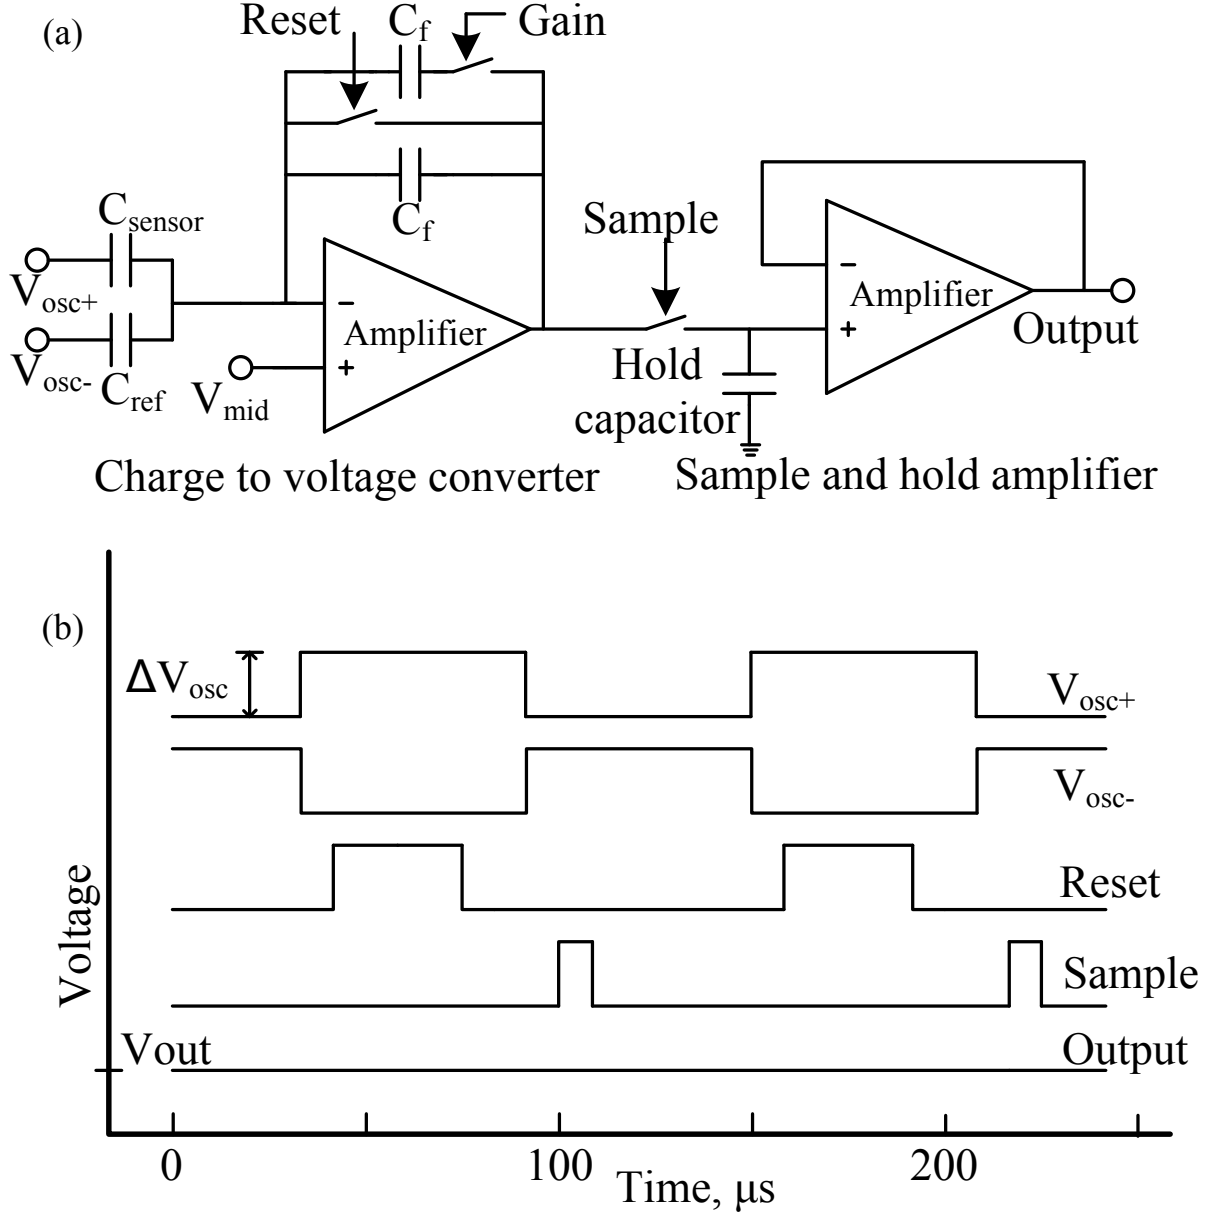 (a)
Reset
Cf
Gain
Cf
Csensor
Vosc+
Vosc-
Cref
Vmid
−
Amplifier
+
Sample
Hold
capacitor
−
Amplifier
+
Output
Charge to voltage converter
Sample and hold amplifier
(b)
ΔVosc
Vosc+
Vosc-
Reset
Sample
Vout
Output
Voltage
0
100
200
Time, μs